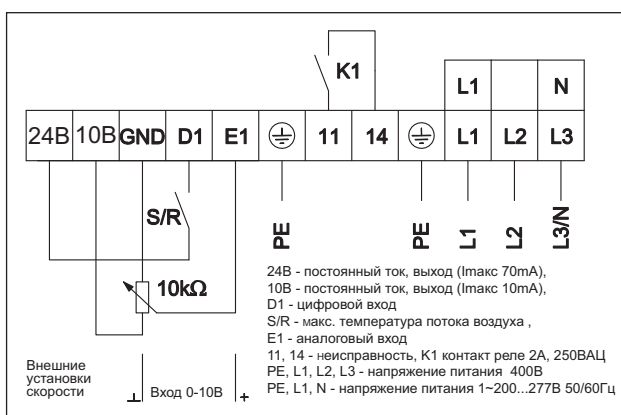 K1
L1 N
24В 10В GND D1 E1 11 14 L1 L2 L3
S/R
PE PE L1 L2 L3/N
10kΩ
24В - постоянный ток, выход (Iмакс 70mA),
10В - постоянный ток, выход (Iмакс 10mA),
D1 - цифровой вход
S/R - макс. температура потока воздуха ,
E1 - аналоговый вход
11, 14 - неисправность, K1 контакт реле 2А, 250ВАЦ
PE, L1, L2, L3 - напряжение питания 400В
PE, L1, N - напряжение питания 1~200...277В 50/60Гц
Внешние
установки
скорости
Вход 0-10В +